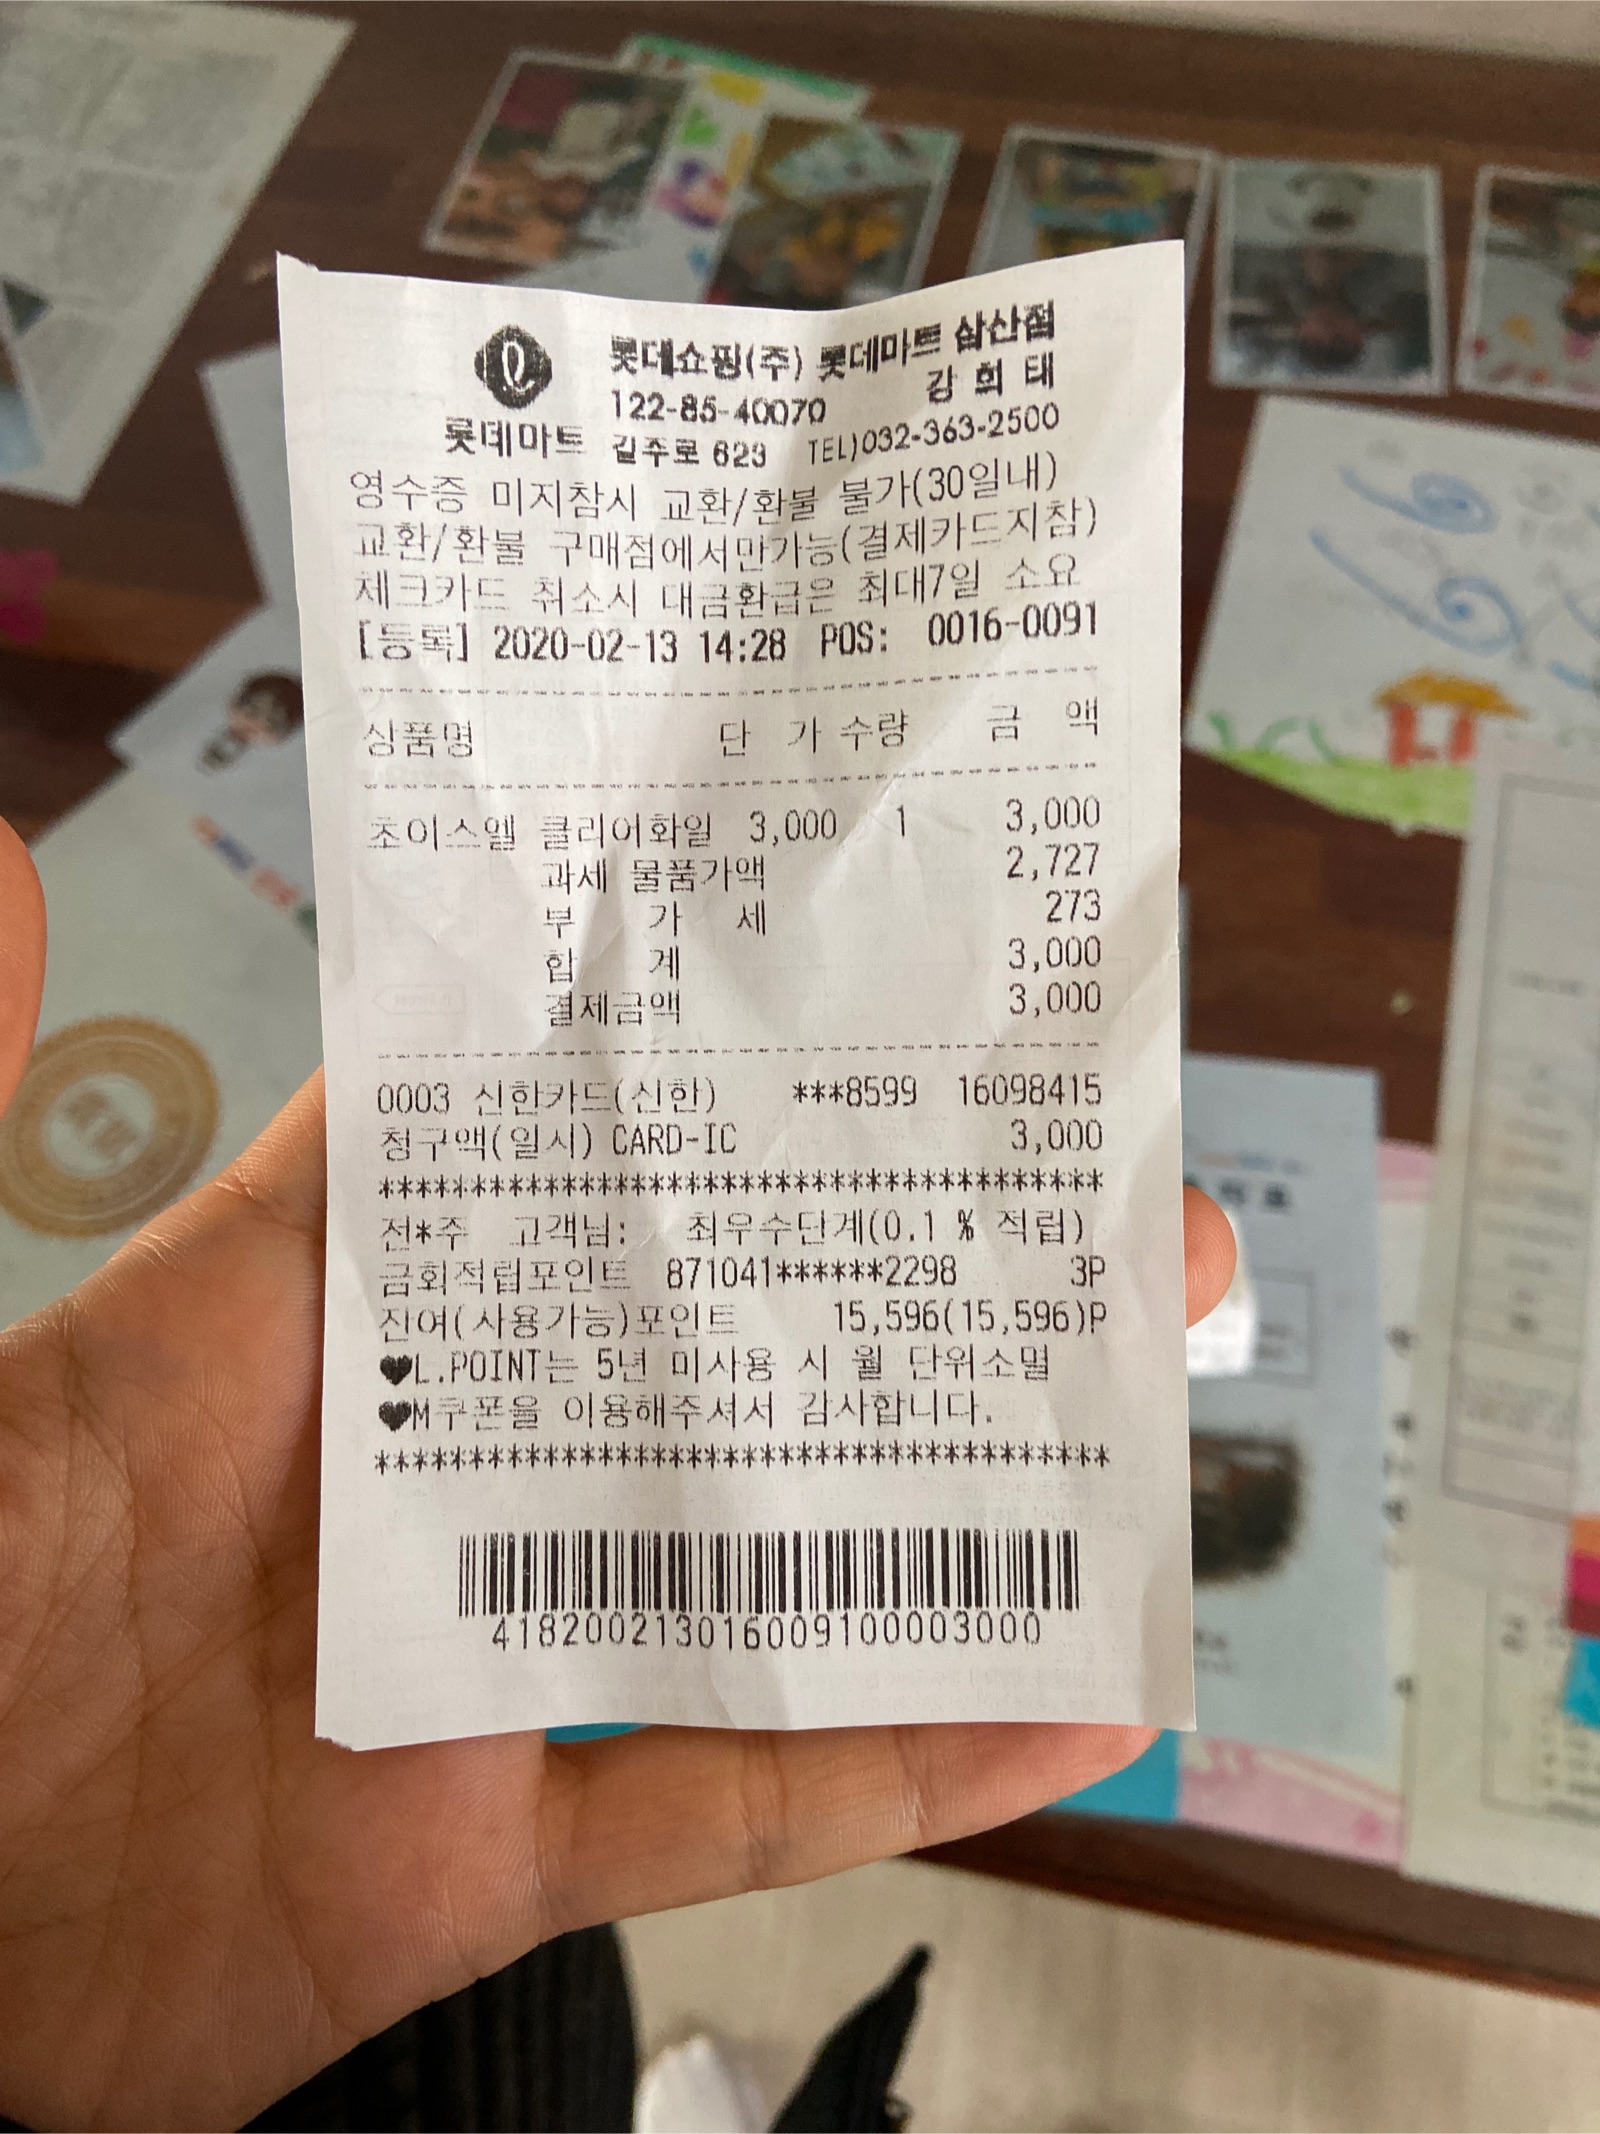 롯데쇼핑(주) 롯데마트 삼산점
122-85-40070 강 희 태
롯데마트 길주로 623 TEL)032-363-2500
영수증 미지참시 교환/환불 불가(30일내)
교환/환불 구매점에서만가능(결제카드지참)
체크카드 취소시 대금환급은 최대7일 소요
[등록] 2020-02-13 14:28 POS: 0016-0091
상품명 단 가 수량 금 액
초이스엘 클리어화일 3,000 1 3,000
과세 물품가액 2,727
부 가 세 273
합 계 3,000
결제금액 3,000
0003 신한카드(신한) ***8599 16098415
청구액(일시) CARD-IC 3,000
****************************************
전*주 고객님: 최우수단계(0.1 % 적립)
금회적립포인트 871041******2298 3P
잔여(사용가능)포인트 15,596(15,596)P
♥L.POINT는 5년 미사용 시 월 단위소멸
♥M쿠폰을 이용해주셔서 감사합니다.
****************************************
418200213016009100003000